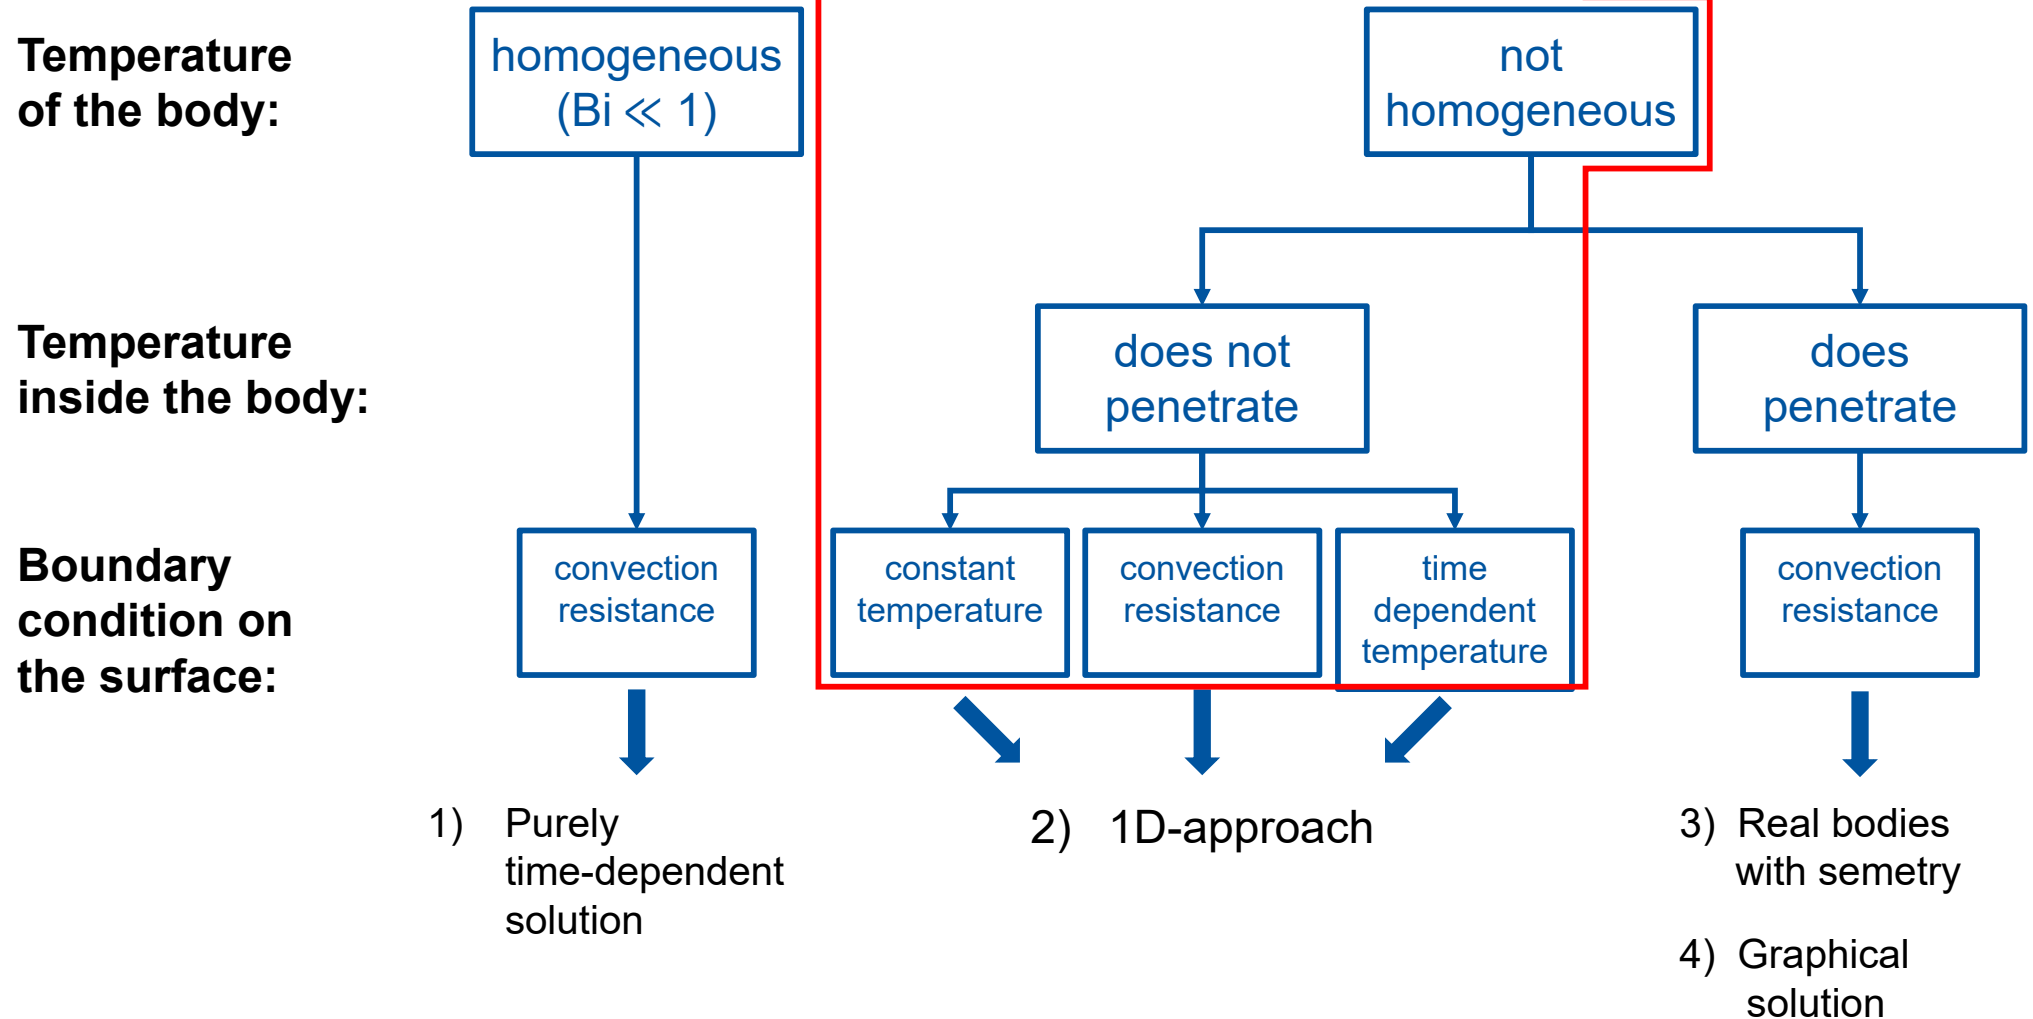 Temperature
of the body:
homogeneous
(Bi ≪ 1)
not
homogeneous
Temperature
inside the body:
does not
penetrate
does
penetrate
Boundary
condition on
the surface:
convection
resistance
constant
temperature
convection
resistance
time
dependent
temperature
convection
resistance
1) Purely
time-dependent
solution
2) 1D-approach
3) Real bodies
with semetry
4) Graphical
solution